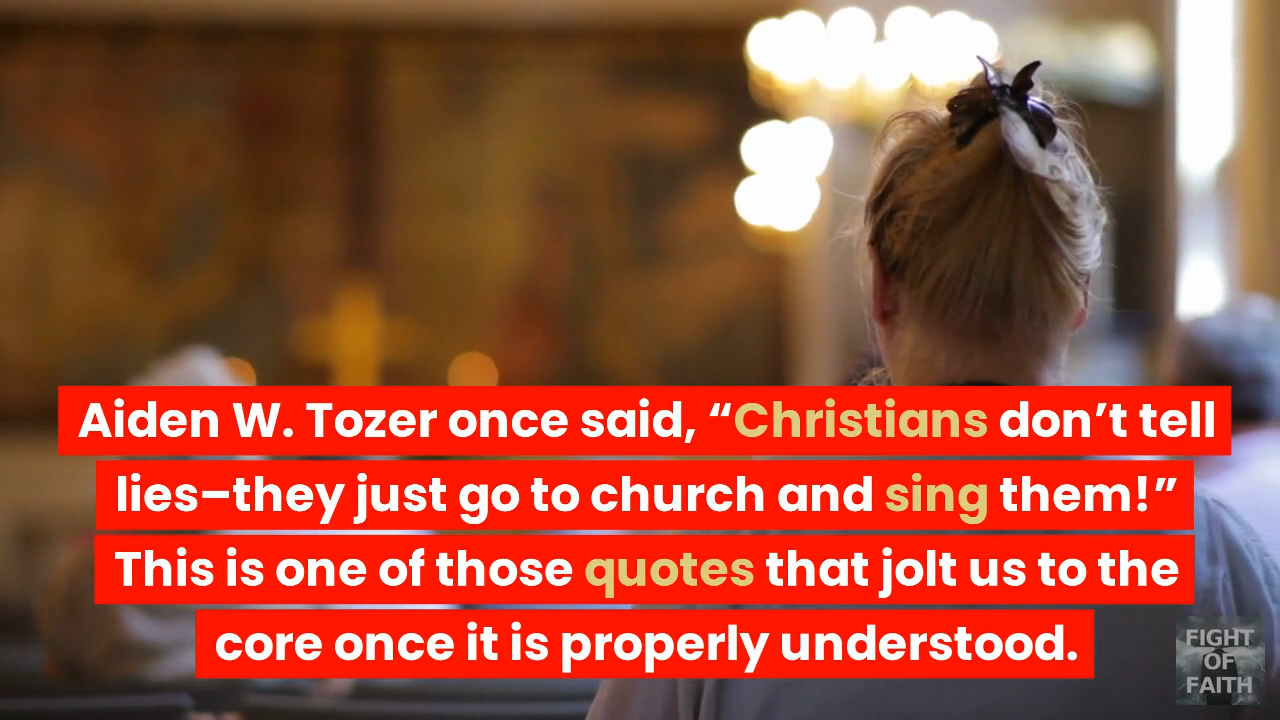 Aiden W. Tozer once said, “Christians don’t tell
lies–they just go to church and sing them!”
This is one of those quotes that jolt us to the
core once it is properly understood.
FIGHT
OF
FAITH